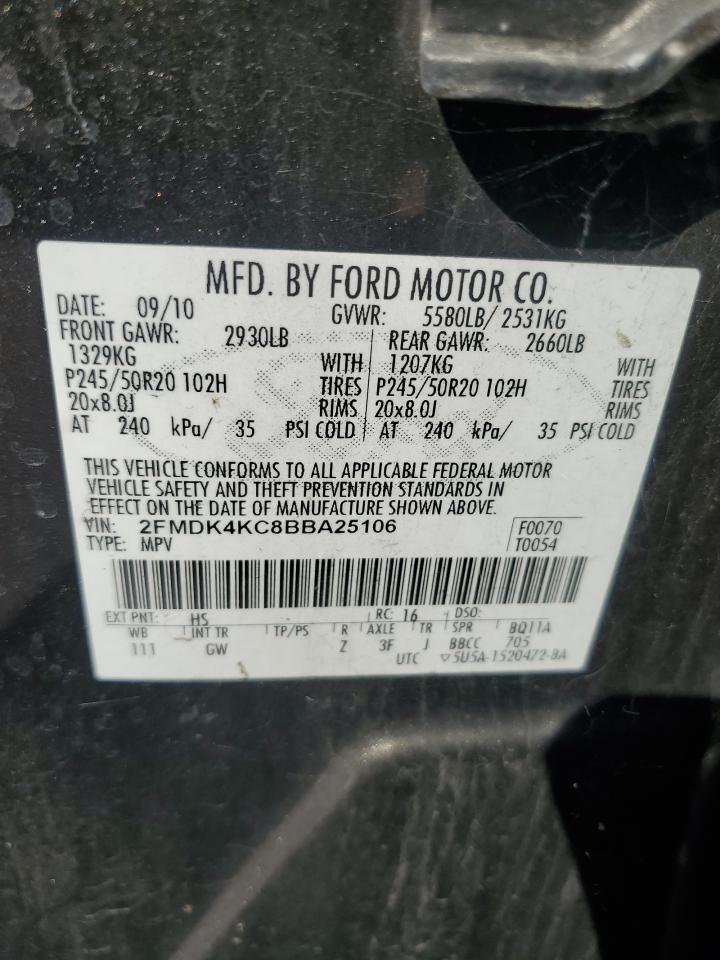 MFD. BY FORD MOTOR CO.
DATE: 09/10 GVWR: 5580LB/ 2531KG
FRONT GAWR: 2930LB REAR GAWR: 2660LB
1329KG WITH 1207KG WITH
P245/50R20 102H TIRES P245/50R20 102H TIRES
20x8.0J RIMS 20x8.0J RIMS
AT 240 kPa/ 35 PSI COLD AT 240 kPa/ 35 PSI COLD
THIS VEHICLE CONFORMS TO ALL APPLICABLE FEDERAL MOTOR
VEHICLE SAFETY AND THEFT PREVENTION STANDARDS IN
EFFECT ON THE DATE OF MANUFACTURE SHOWN ABOVE.
VIN: 2FMDK4KC8BBA25106 F0070
TYPE: MPV T0054
EXT PNT: HS RC: 16 DSO:
WB INT TR TP/PS R AXLE TR SPR BQ11A
111 GW Z 3F J BBCC 705
UTC ▽5U5A-1520472-BA